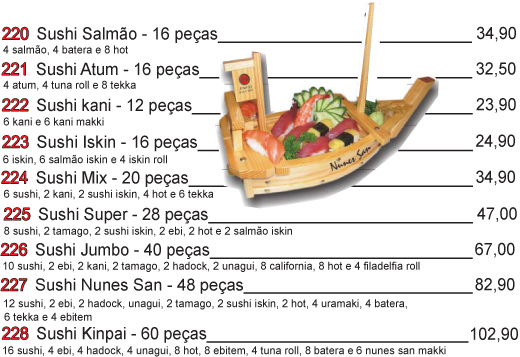 220 Sushi Salmão - 16 peças 34,90
4 salmão, 4 batera e 8 hot
221 Sushi Atum - 16 peças 32,50
4 atum, 4 tuna roll e 8 tekka
222 Sushi kani - 12 peças 23,90
6 kani e 6 kani makki
223 Sushi Iskin - 16 peças 24,90
6 iskin, 6 salmão iskin e 4 iskin roll
Nunes San
224 Sushi Mix - 20 peças 34,90
6 sushi, 2 kani, 2 sushi iskin, 4 hot e 6 tekka
225 Sushi Super - 28 peças 47,00
8 sushi, 2 tamago, 2 sushi iskin, 2 ebi, 2 hot e 2 salmão iskin
226 Sushi Jumbo - 40 peças 67,00
10 sushi, 2 ebi, 2 kani, 2 tamago, 2 hadock, 2 unagui, 8 california, 8 hot e 4 filadelfia roll
227 Sushi Nunes San - 48 peças 82,90
12 sushi, 2 ebi, 2 hadock, unagui, 2 tamago, 2 sushi iskin, 2 hot, 4 uramaki, 4 batera,
6 tekka e 4 ebitem
228 Sushi Kinpai - 60 peças 102,90
16 sushi, 4 ebi, 4 hadock, 4 unagui, 8 hot, 8 ebitem, 4 tuna roll, 8 batera e 6 nunes san makki